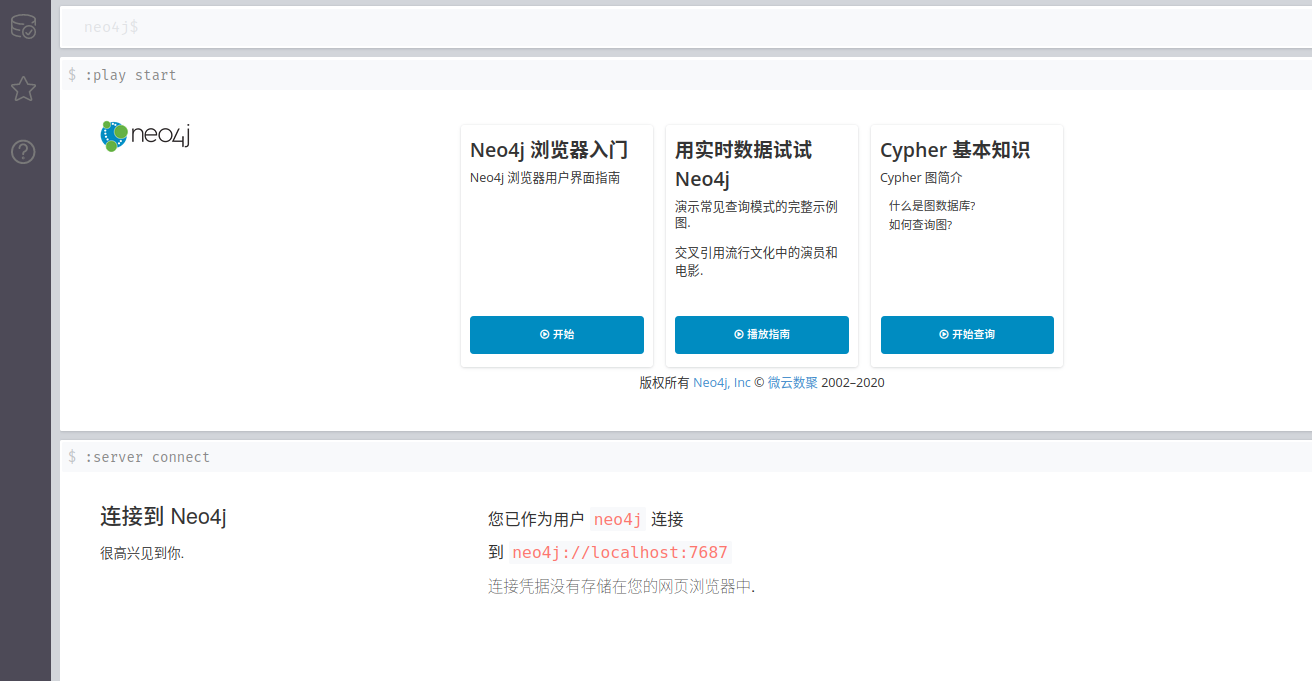 neo4j$
$ :play start
neo4j
Neo4j 浏览器入门
Neo4j 浏览器用户界面指南
开始
用实时数据试试
Neo4j
演示常见查询模式的完整示例
图.
交叉引用流行文化中的演员和
电影.
播放指南
Cypher 基本知识
Cypher 图简介
什么是图数据库?
如何查询图?
开始查询
版权所有 Neo4j, Inc © 微云数聚 2002–2020
$ :server connect
连接到 Neo4j
很高兴见到你.
您已作为用户 neo4j 连接
到 neo4j://localhost:7687
连接凭据没有存储在您的网页浏览器中.